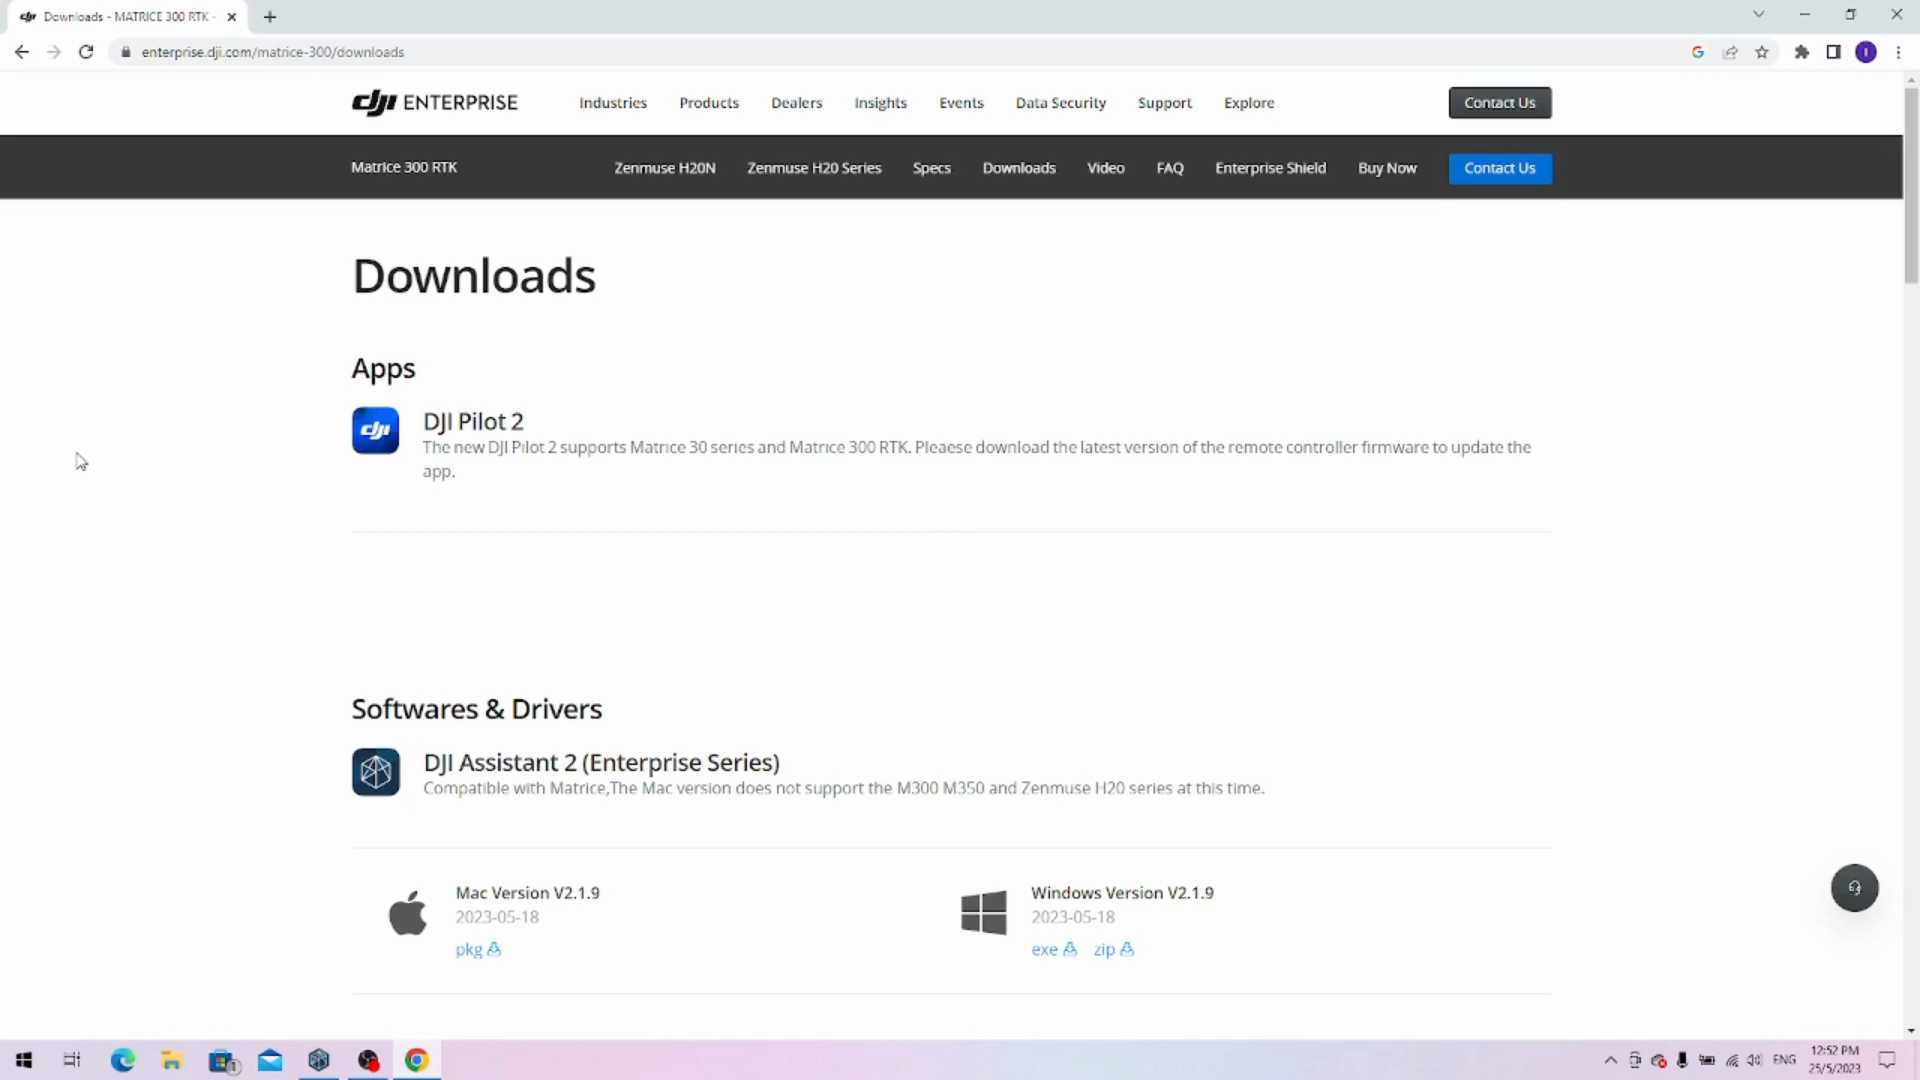 Downloads - MATRICE 300 RTK -
enterprise.dji.com/matrice-300/downloads
dji ENTERPRISE
Industries
Products
Dealers
Insights
Events
Data Security
Support
Explore
Contact Us
Matrice 300 RTK
Zenmuse H20N
Zenmuse H20 Series
Specs
Downloads
Video
FAQ
Enterprise Shield
Buy Now
Contact Us
Downloads
Apps
dji
DJI Pilot 2
The new DJI Pilot 2 supports Matrice 30 series and Matrice 300 RTK. Pleaese download the latest version of the remote controller firmware to update the
app.
Softwares & Drivers
DJI Assistant 2 (Enterprise Series)
Compatible with Matrice,The Mac version does not support the M300 M350 and Zenmuse H20 series at this time.
Mac Version V2.1.9
2023-05-18
pkg
Windows Version V2.1.9
2023-05-18
exe zip
ENG
12:52 PM
25/5/2023